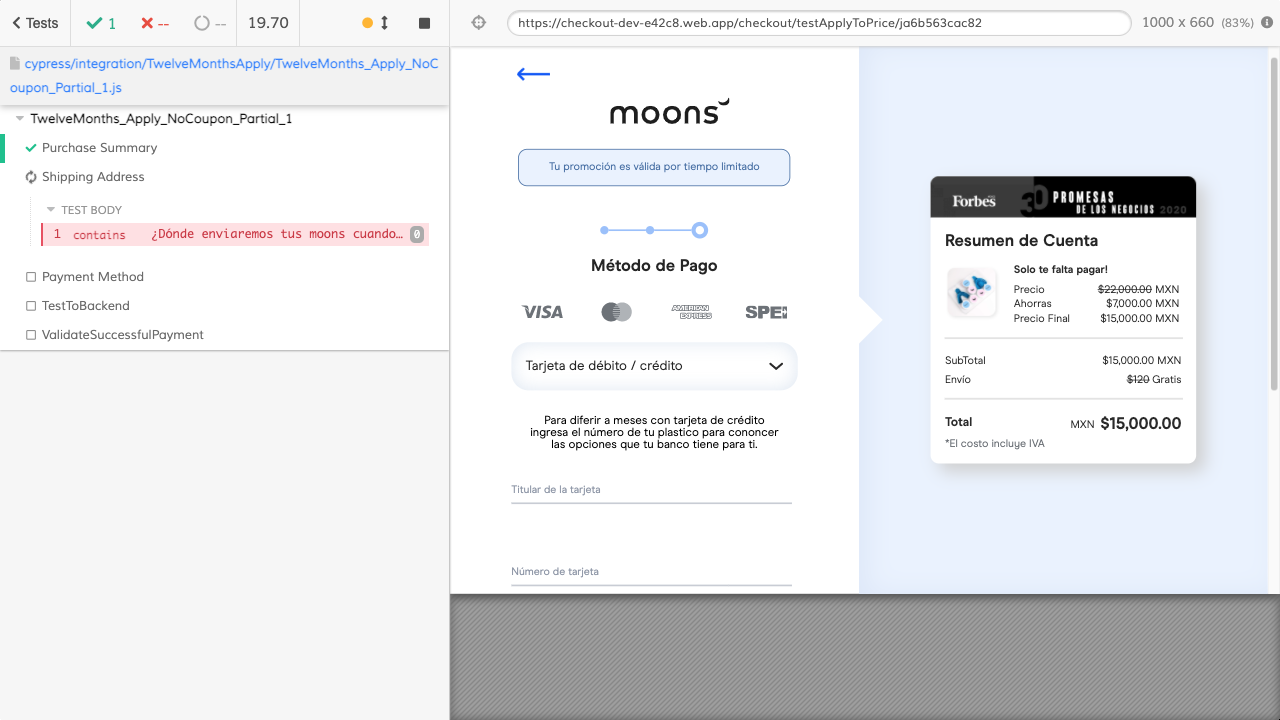 Tests
1
--
--
19.70
https://checkout-dev-e42c8.web.app/checkout/testApplyToPrice/ja6b563cac82
1000 x 660 (83%)
cypress/integration/TwelveMonthsApply/TwelveMonths_Apply_NoC
oupon_Partial_1.js
TwelveMonths_Apply_NoCoupon_Partial_1
Purchase Summary
Shipping Address
TEST BODY
1 contains ¿Dónde enviaremos tus moons cuando… 0
Payment Method
TestToBackend
ValidateSuccessfulPayment
moons
Tu promoción es válida por tiempo limitado
Método de Pago
VISA
AMERICAN
EXPRESS
SPEI
Tarjeta de débito / crédito
Para diferir a meses con tarjeta de crédito
ingresa el número de tu plastico para cononcer
las opciones que tu banco tiene para ti.
Titular de la tarjeta
Número de tarjeta
Forbes
30 PROMESAS
DE LOS NEGOCIOS 2020
Resumen de Cuenta
Solo te falta pagar!
Precio $22,000.00 MXN
Ahorras $7,000.00 MXN
Precio Final $15,000.00 MXN
SubTotal $15,000.00 MXN
Envío $120 Gratis
Total MXN $15,000.00
*El costo incluye IVA